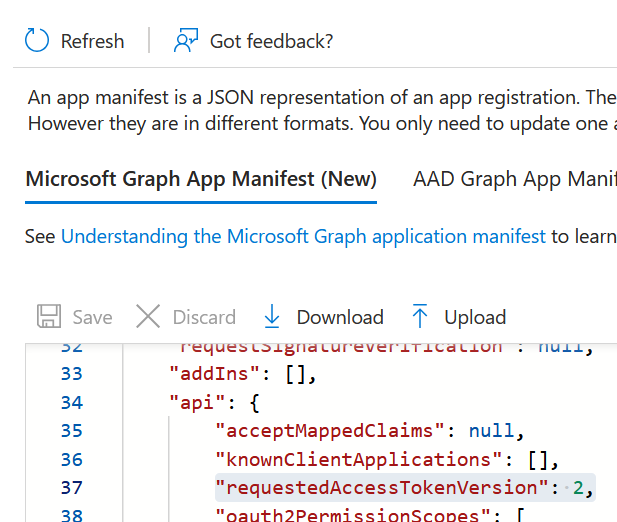 Refresh
Got feedback?
An app manifest is a JSON representation of an app registration. The
However they are in different formats. You only need to update one a
Microsoft Graph App Manifest (New)
AAD Graph App Manif
See Understanding the Microsoft Graph application manifest to learn
Save
Discard
Download
Upload
32 "requestSignatureVerification": null,
33 "addIns": [],
34 "api": {
35 "acceptMappedClaims": null,
36 "knownClientApplications": [],
37 "requestedAccessTokenVersion": 2,
38 "oauth2PermissionScopes": [